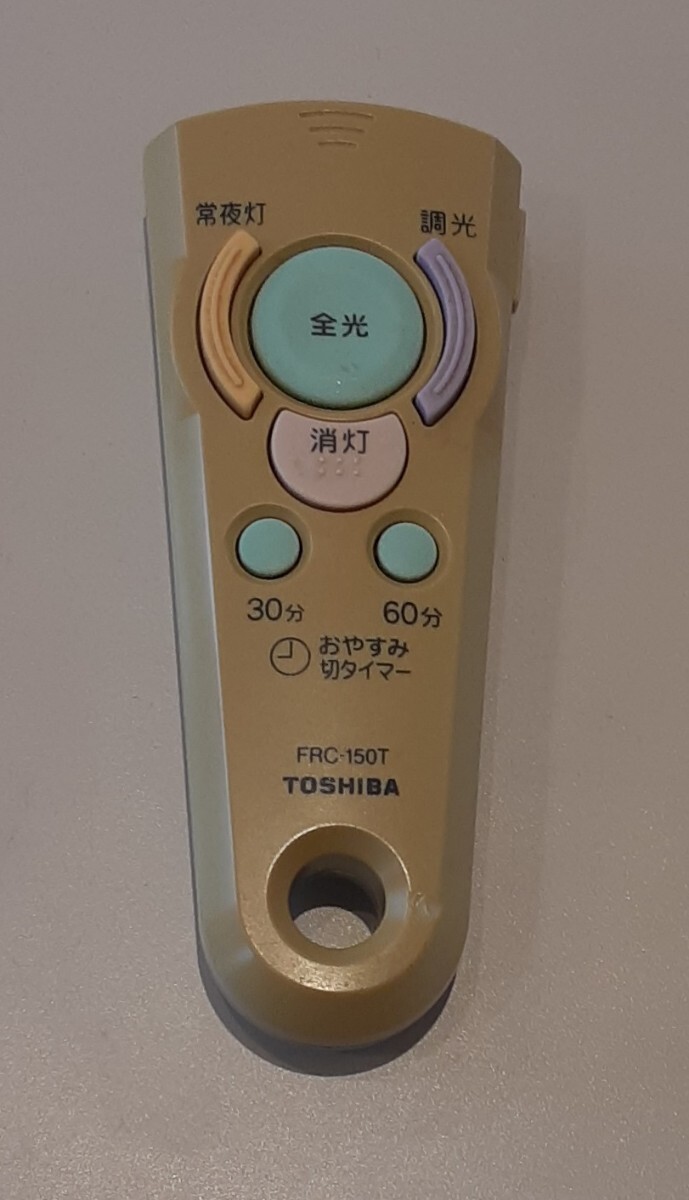 常夜灯
調光
全光
消灯
30分
60分
おやすみ
切タイマー
FRC-150T
TOSHIBA